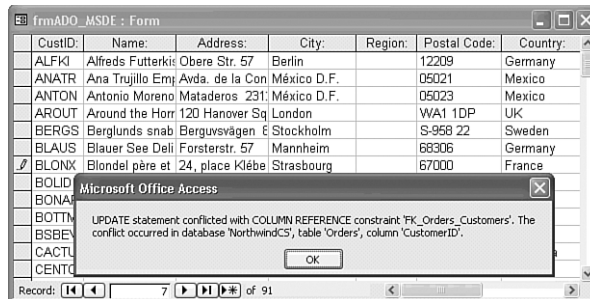 frmADO_MSDE : Form
CustID: Name: Address: City: Region: Postal Code: Country:
ALFKI Alfreds Futterkis Obere Str. 57 Berlin 12209 Germany
ANATR Ana Trujillo Emp Avda. de la Con México D.F. 05021 Mexico
ANTON Antonio Moreno Mataderos 231 México D.F. 05023 Mexico
AROUT Around the Horr 120 Hanover Sq London WA1 1DP UK
BERGS Berglunds snab Berguvsvägen 8 Stockholm S-958 22 Sweden
BLAUS Blauer See Deli Forsterstr. 57 Mannheim 68306 Germany
BLONX Blondel père et 24, place Klébe Strasbourg 67000 France
BOLID
Microsoft Office Access
BONAP
UPDATE statement conflicted with COLUMN REFERENCE constraint 'FK_Orders_Customers'. The
conflict occurred in database 'NorthwindCS', table 'Orders', column 'CustomerID'.
BOTTM
BSBEV
CACTU
OK
CENTC
Record: 7 of 91